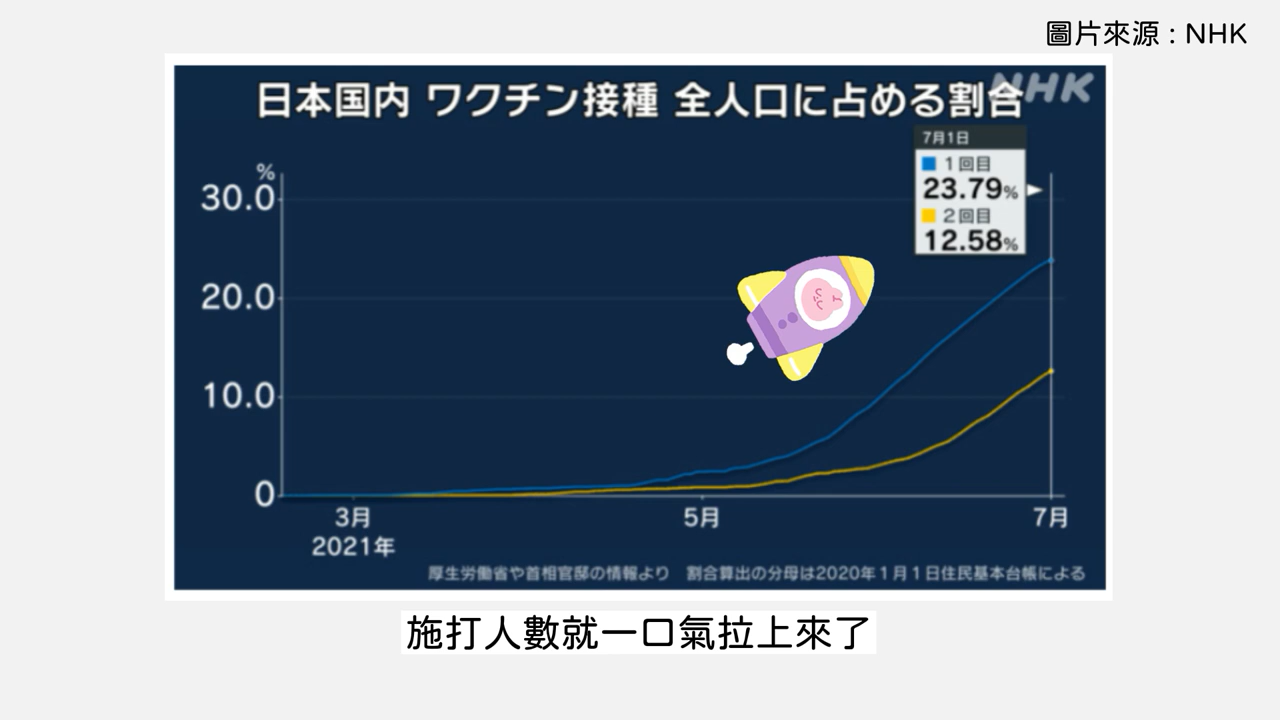 圖片來源：NHK
NHK
日本国内 ワクチン接種 全人口に占める割合
7月1日
1回目
23.79%
2回目
12.58%
%
30.0
20.0
10.0
0
3月
5月
7月
2021年
厚生労働省や首相官邸の情報より　割合算出の分母は2020年1月1日住民基本台帳による
施打人數就一口氣拉上來了